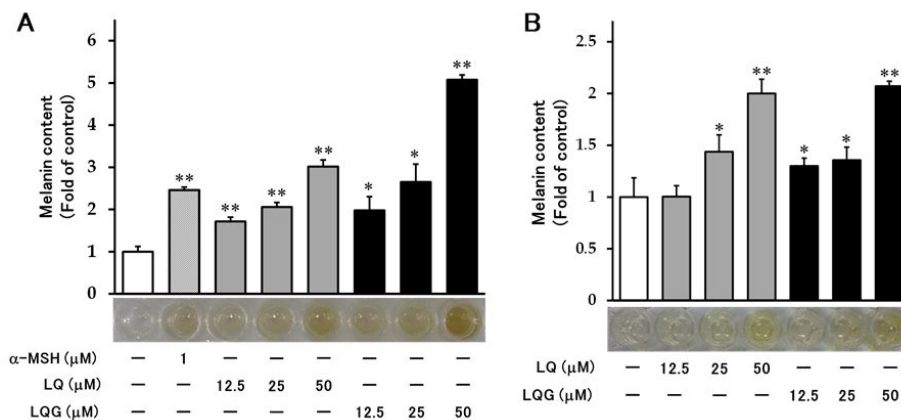 A
Melanin content
(Fold of control)
6
5
4
3
2
1
0
**
**
**
**
*
*
**
α-MSH (μM) — 1 — — — — — —
LQ (μM) — — 12.5 25 50 — — —
LQG (μM) — — — — — 12.5 25 50
B
Melanin content
(Fold of control)
2.5
2
1.5
1
0.5
0
*
**
*
*
**
LQ (μM) — 12.5 25 50 — — —
LQG (μM) — — — — 12.5 25 50